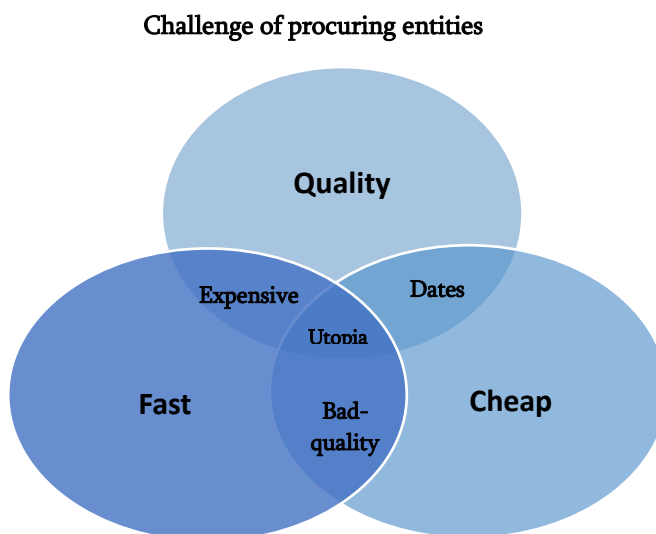 Challenge of procuring entities
Quality
Expensive
Dates
Utopia
Fast
Cheap
Bad-
quality